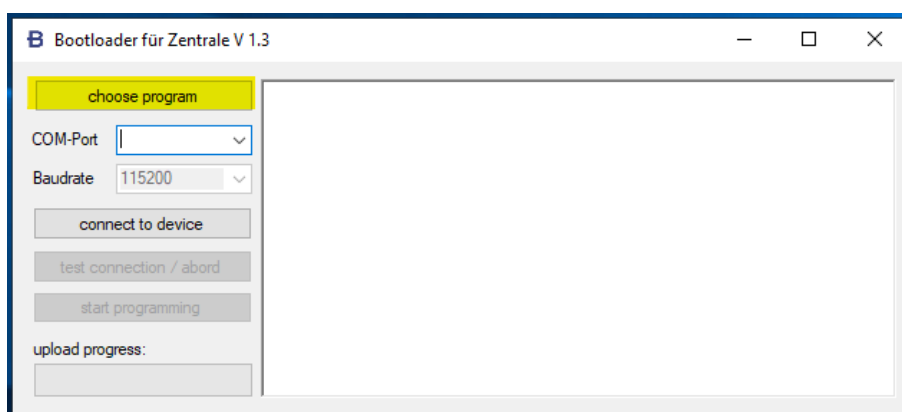 Bootloader für Zentrale V 1.3
choose program
COM-Port
Baudrate 115200
connect to device
test connection / abord
start programming
upload progress: